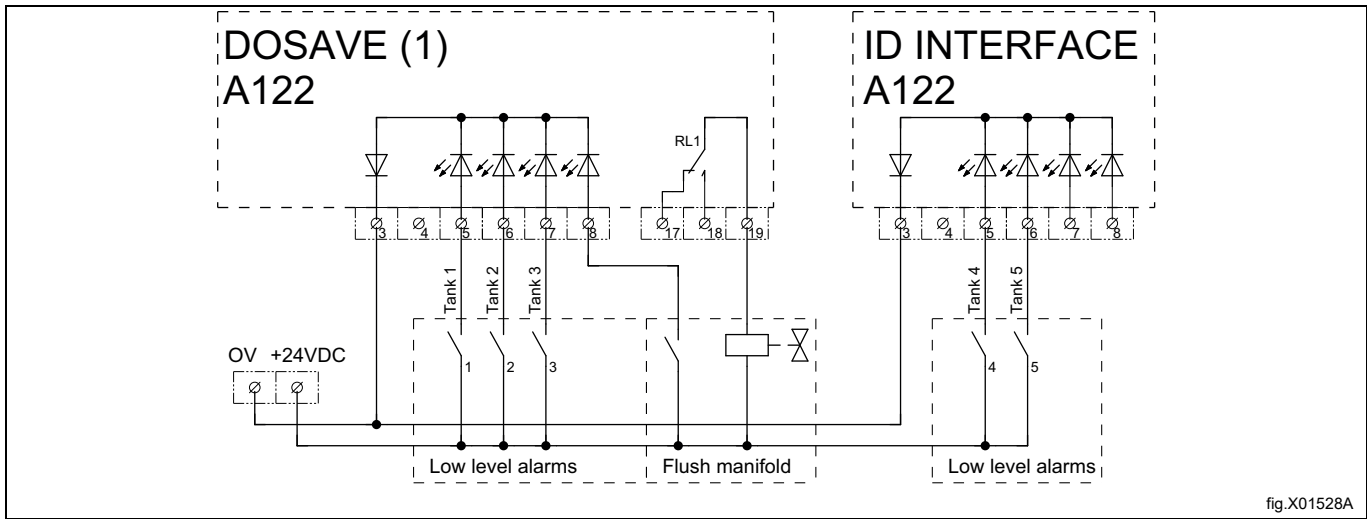 DOSAVE (1)
A122
ID INTERFACE
A122
RL1
3 4 5 6 7 8 17 18 19
3 4 5 6 7 8
Tank 1
Tank 2
Tank 3
Tank 4
Tank 5
OV +24VDC
1 2 3
4 5
Low level alarms
Flush manifold
Low level alarms
fig.X01528A